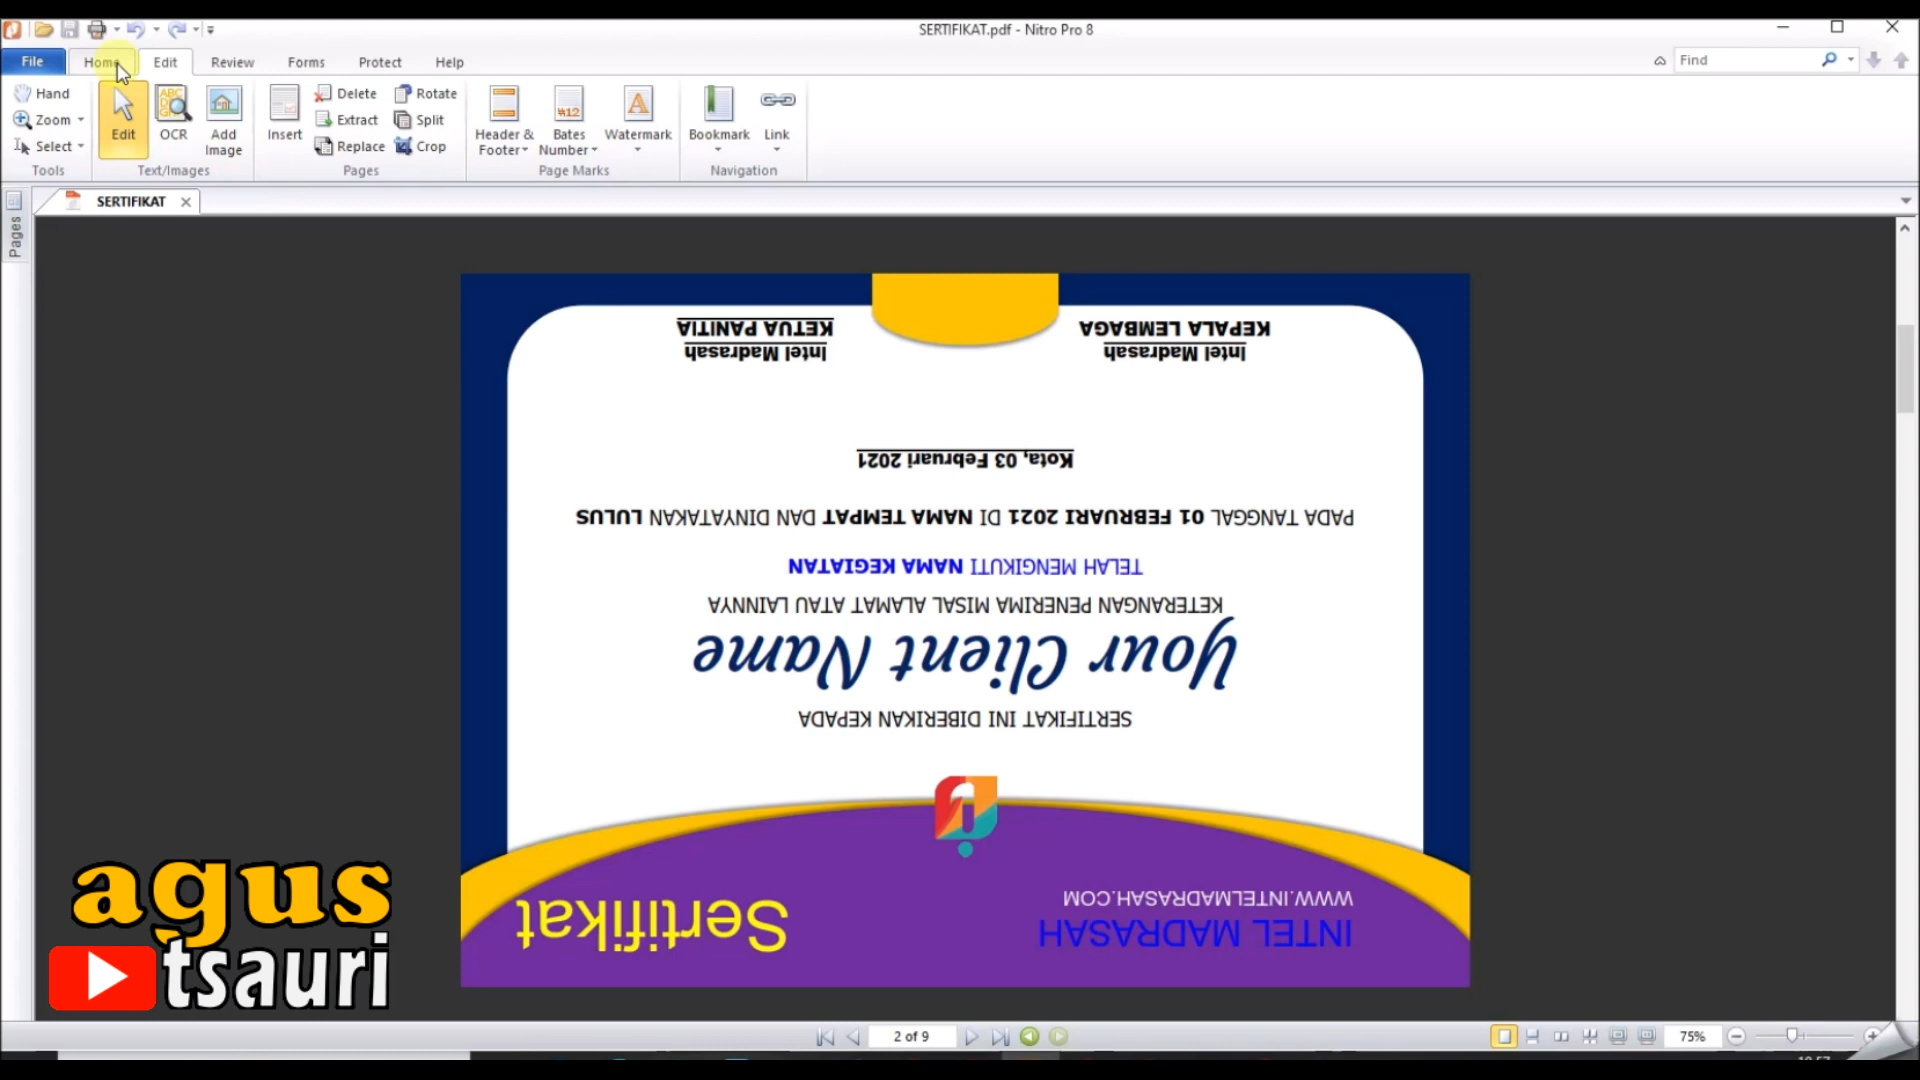 SERTIFIKAT.pdf - Nitro Pro 8
File Home Edit Review Forms Protect Help
Find
Hand
Zoom
Select
Tools
Edit
OCR
Add
Image
Text/Images
Insert
Delete
Extract
Replace
Rotate
Split
Crop
Pages
Header &
Footer
Bates
Number
Watermark
Page Marks
Bookmark
Link
Navigation
SERTIFIKAT
Pages
INTEL MADRASAH
WWW.INTELMADRASAH.COM
Sertifikat
SERTIFIKAT INI DIBERIKAN KEPADA
Your Client Name
KETERANGAN PENERIMA MISAL ALAMAT ATAU LAINNYA
TELAH MENGIKUTI NAMA KEGIATAN
PADA TANGGAL 01 FEBRUARI 2021 DI NAMA TEMPAT DAN DINYATAKAN LULUS
Kota, 03 Februari 2021
Intel Madrasah
KEPALA LEMBAGA
Intel Madrasah
KETUA PANITIA
agus
tsauri
2 of 9
75%